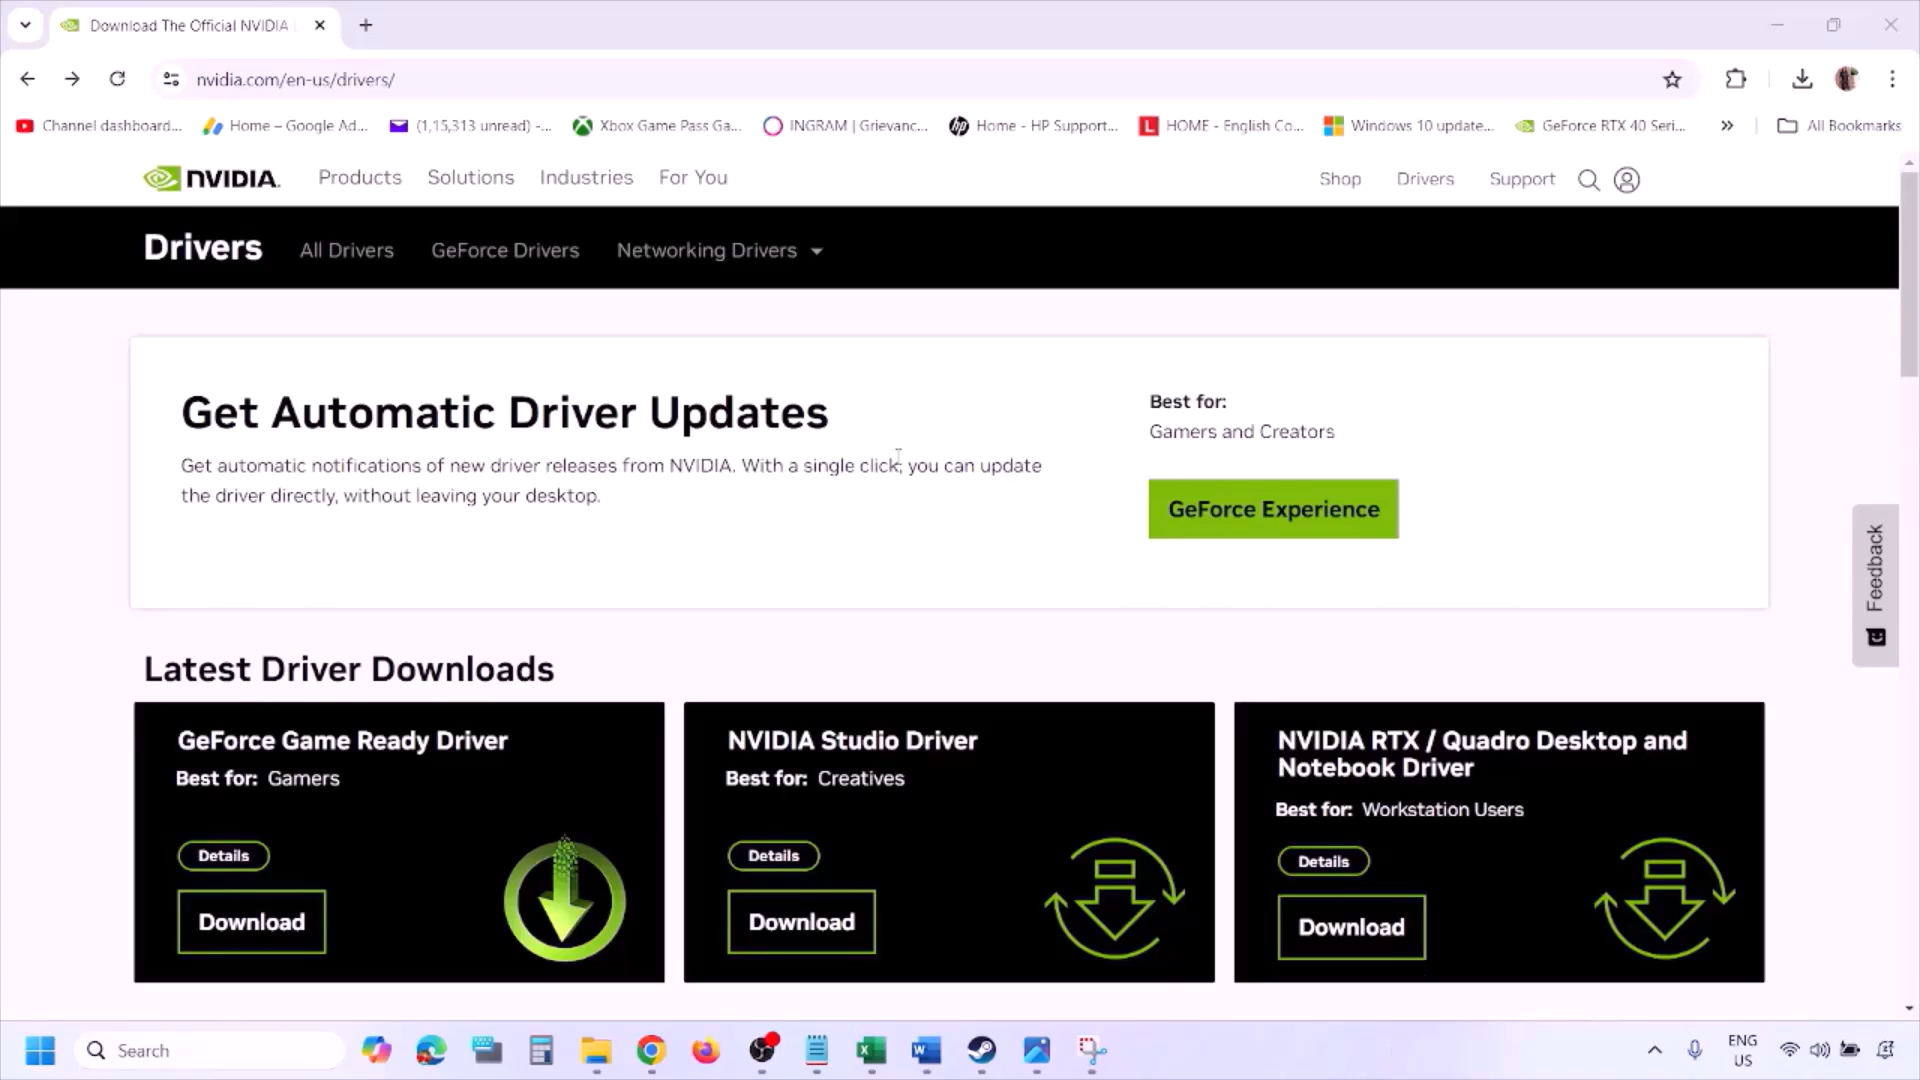 Download The Official NVIDIA
nvidia.com/en-us/drivers/
Channel dashboard...
Home – Google Ad...
(1,15,313 unread) -...
Xbox Game Pass Ga...
INGRAM | Grievanc...
Home - HP Support...
HOME - English Co...
Windows 10 update...
GeForce RTX 40 Seri...
All Bookmarks
NVIDIA.
Products
Solutions
Industries
For You
Shop
Drivers
Support
Drivers
All Drivers
GeForce Drivers
Networking Drivers
Get Automatic Driver Updates
Get automatic notifications of new driver releases from NVIDIA. With a single click, you can update
the driver directly, without leaving your desktop.
Best for:
Gamers and Creators
GeForce Experience
Feedback
Latest Driver Downloads
GeForce Game Ready Driver
Best for: Gamers
Details
Download
NVIDIA Studio Driver
Best for: Creatives
Details
Download
NVIDIA RTX / Quadro Desktop and
Notebook Driver
Best for: Workstation Users
Details
Download
Search
ENG
US